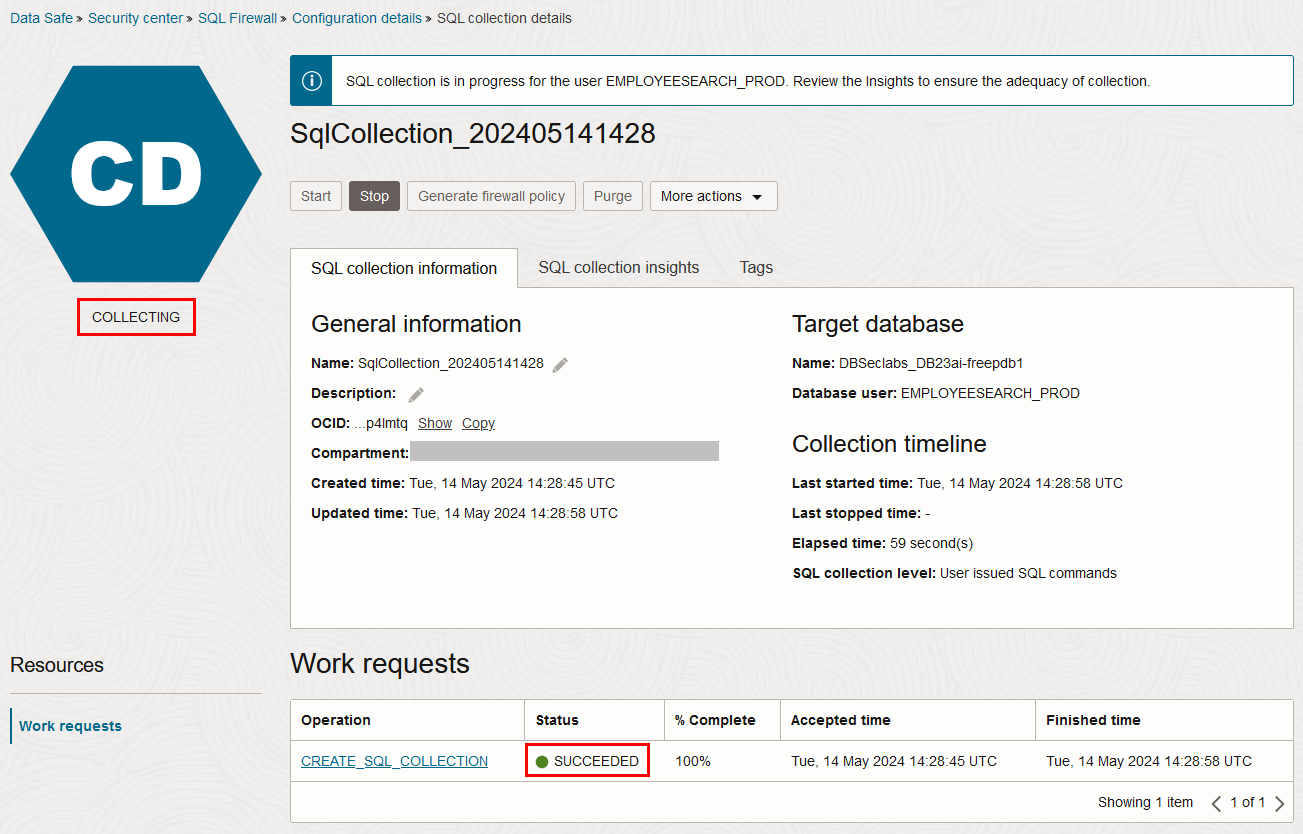 Data Safe » Security center » SQL Firewall » Configuration details » SQL collection details
CD
COLLECTING
SQL collection is in progress for the user EMPLOYEESEARCH_PROD. Review the Insights to ensure the adequacy of collection.
SqlCollection_202405141428
Start Stop Generate firewall policy Purge More actions
SQL collection information SQL collection insights Tags
General information
Name: SqlCollection_202405141428
Description:
OCID: ...p4lmtq Show Copy
Compartment:
Created time: Tue, 14 May 2024 14:28:45 UTC
Updated time: Tue, 14 May 2024 14:28:58 UTC
Target database
Name: DBSeclabs_DB23ai-freepdb1
Database user: EMPLOYEESEARCH_PROD
Collection timeline
Last started time: Tue, 14 May 2024 14:28:58 UTC
Last stopped time: -
Elapsed time: 59 second(s)
SQL collection level: User issued SQL commands
Resources
Work requests
Work requests
Operation Status % Complete Accepted time Finished time
CREATE_SQL_COLLECTION SUCCEEDED 100% Tue, 14 May 2024 14:28:45 UTC Tue, 14 May 2024 14:28:58 UTC
Showing 1 item 1 of 1